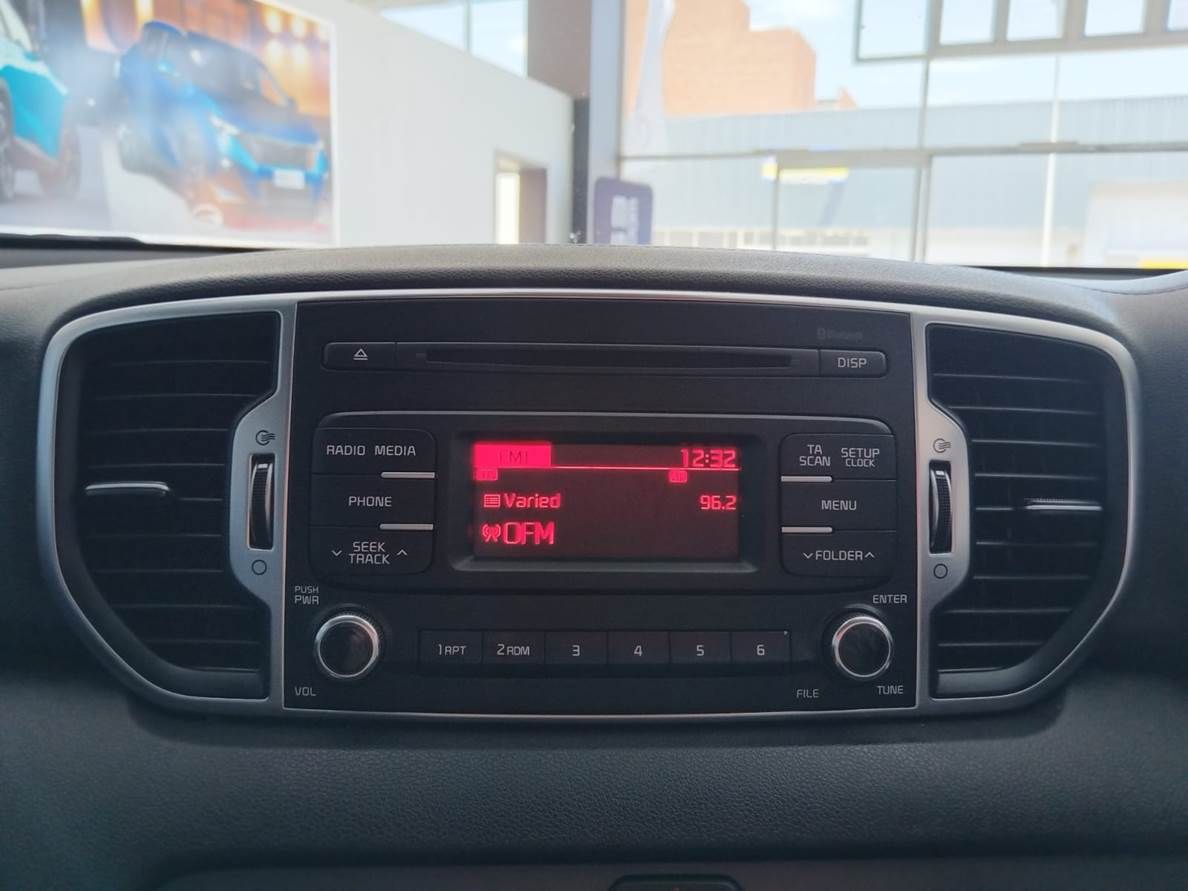 DISP
RADIO MEDIA
PHONE
SEEK
TRACK
12:32
Varied 96.2
OFM
TA
SCAN
SETUP
CLOCK
MENU
FOLDER
PUSH
PWR
VOL
1 RPT
2 RDM
3
4
5
6
ENTER
FILE
TUNE